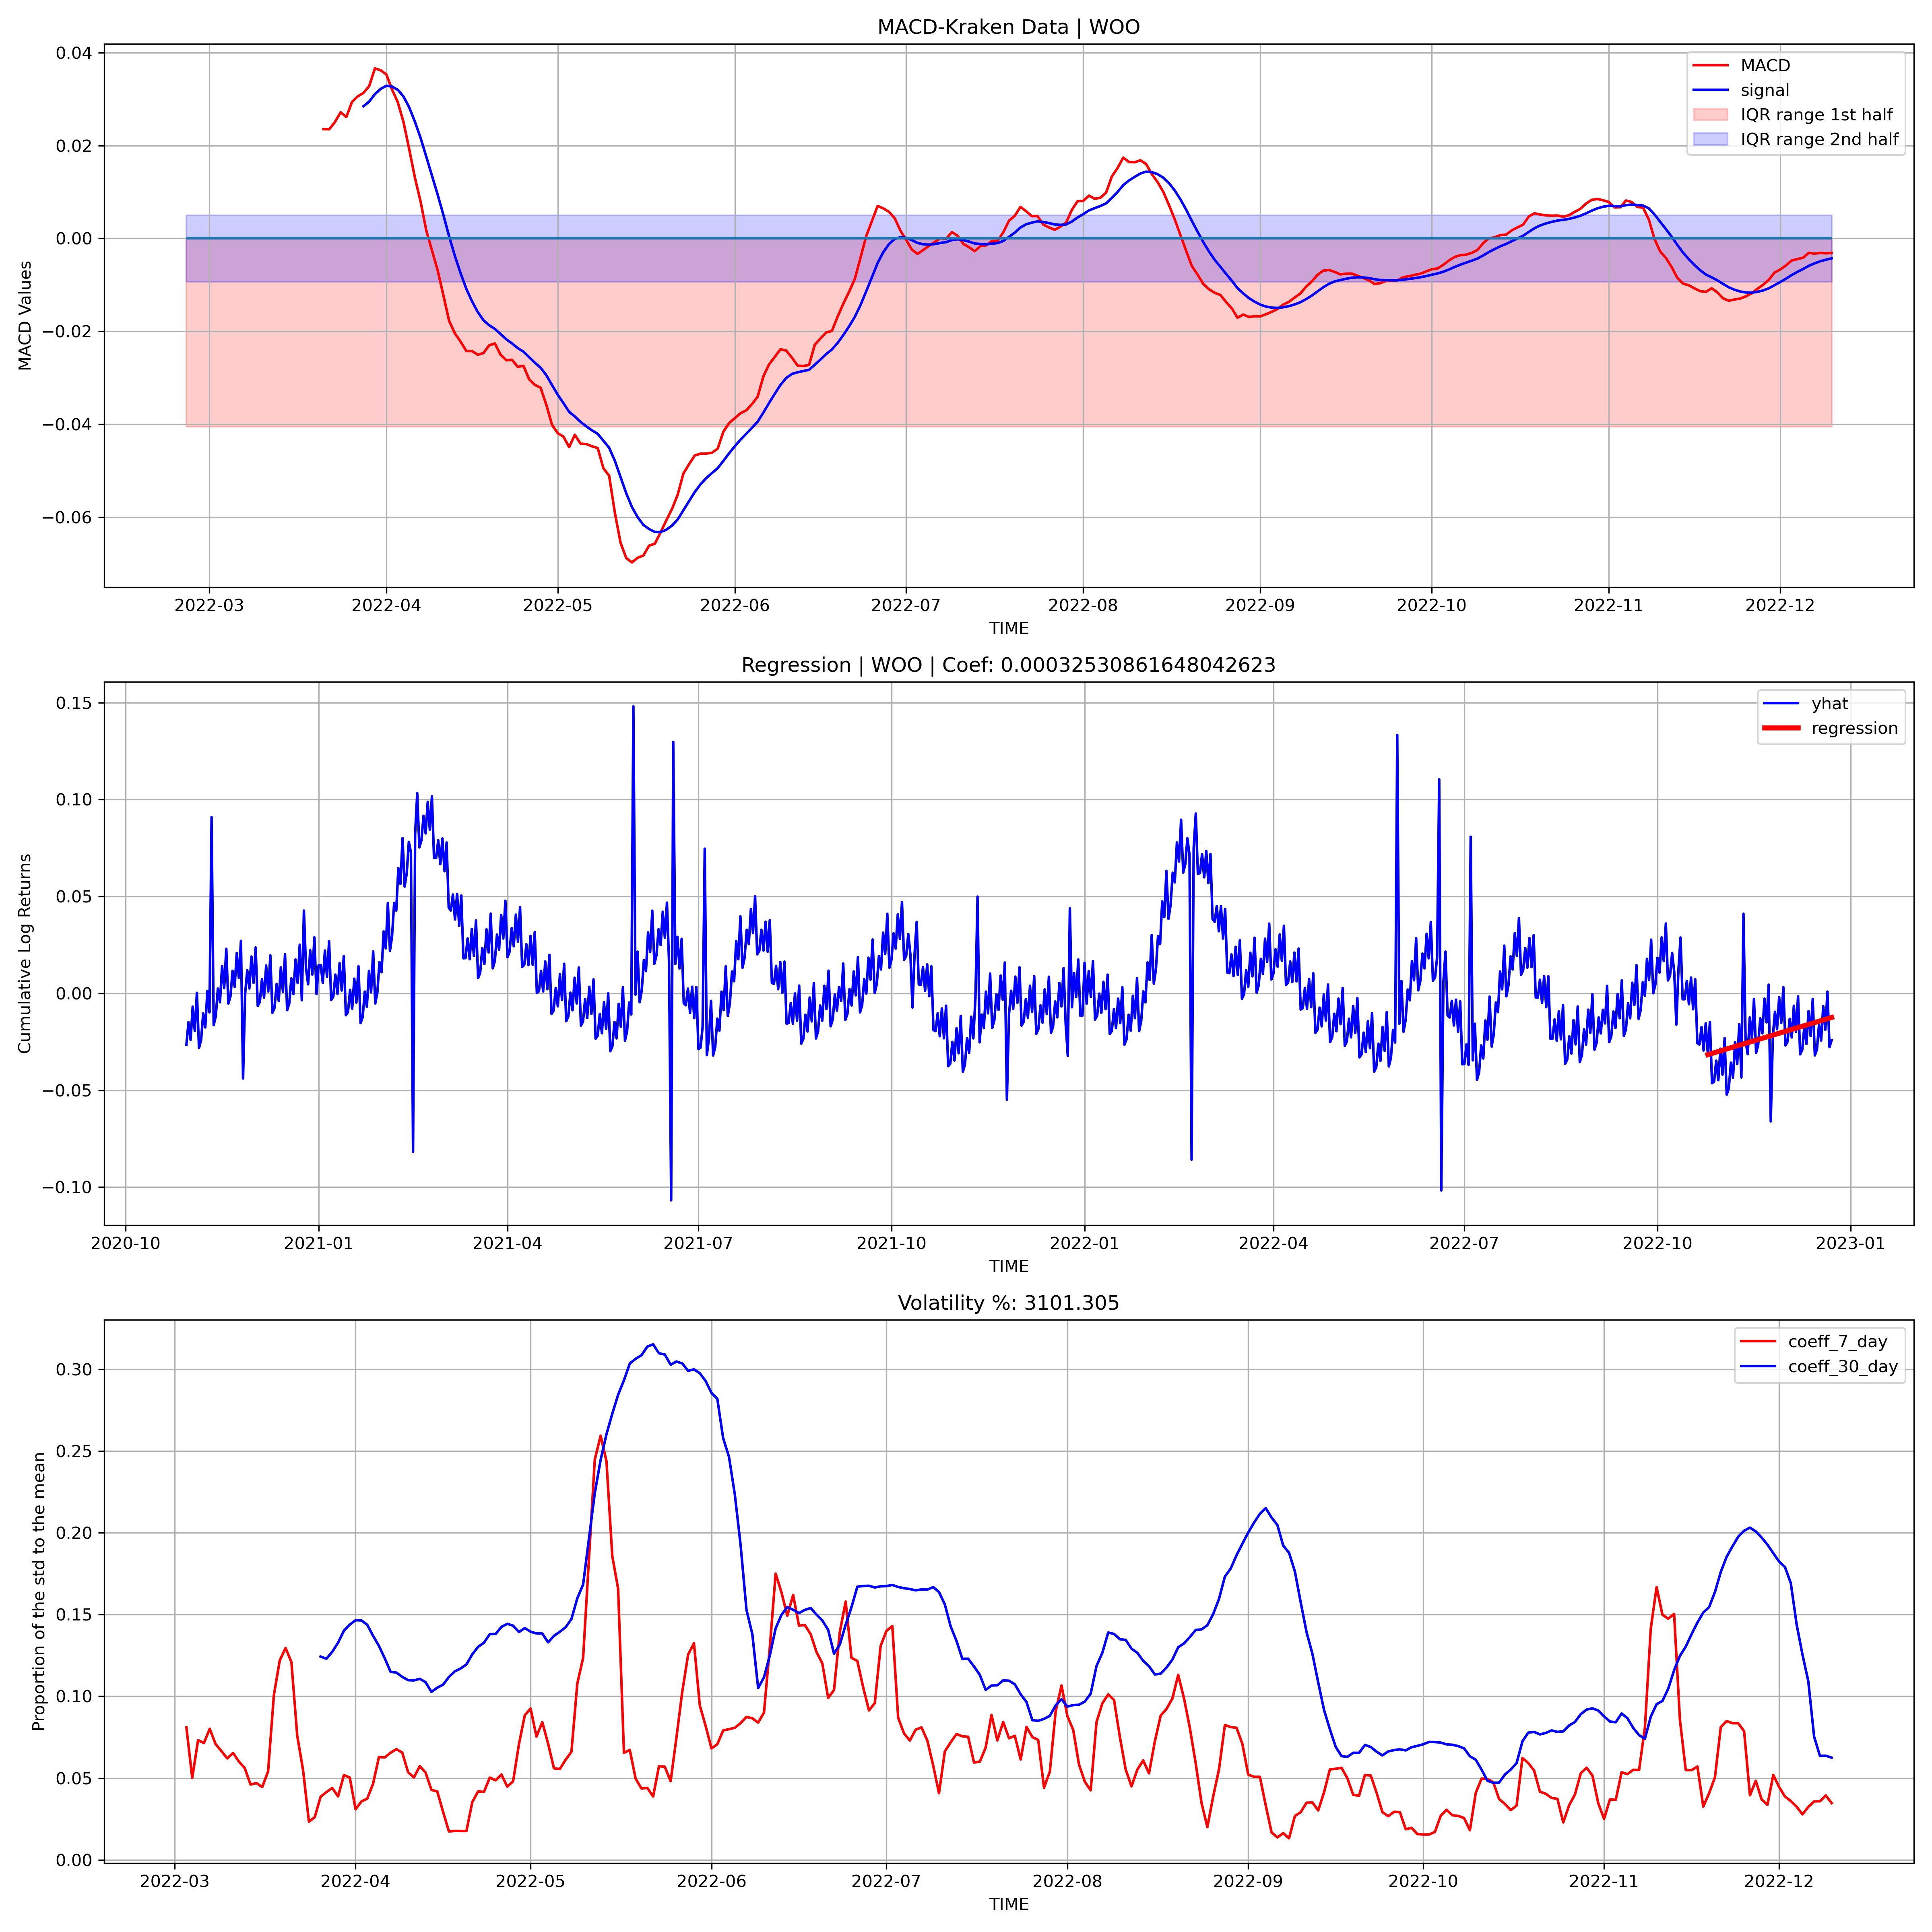 MACD-Kraken Data | WOO
MACD
signal
IQR range 1st half
IQR range 2nd half
0.04
0.02
0.00
−0.02
−0.04
−0.06
MACD Values
2022-03 2022-04 2022-05 2022-06 2022-07 2022-08 2022-09 2022-10 2022-11 2022-12
TIME
Regression | WOO | Coef: 0.00032530861648042623
yhat
regression
0.15
0.10
0.05
0.00
−0.05
−0.10
Cumulative Log Returns
2020-10 2021-01 2021-04 2021-07 2021-10 2022-01 2022-04 2022-07 2022-10 2023-01
TIME
Volatility %: 3101.305
coeff_7_day
coeff_30_day
0.30
0.25
0.20
0.15
0.10
0.05
0.00
Proportion of the std to the mean
2022-03 2022-04 2022-05 2022-06 2022-07 2022-08 2022-09 2022-10 2022-11 2022-12
TIME